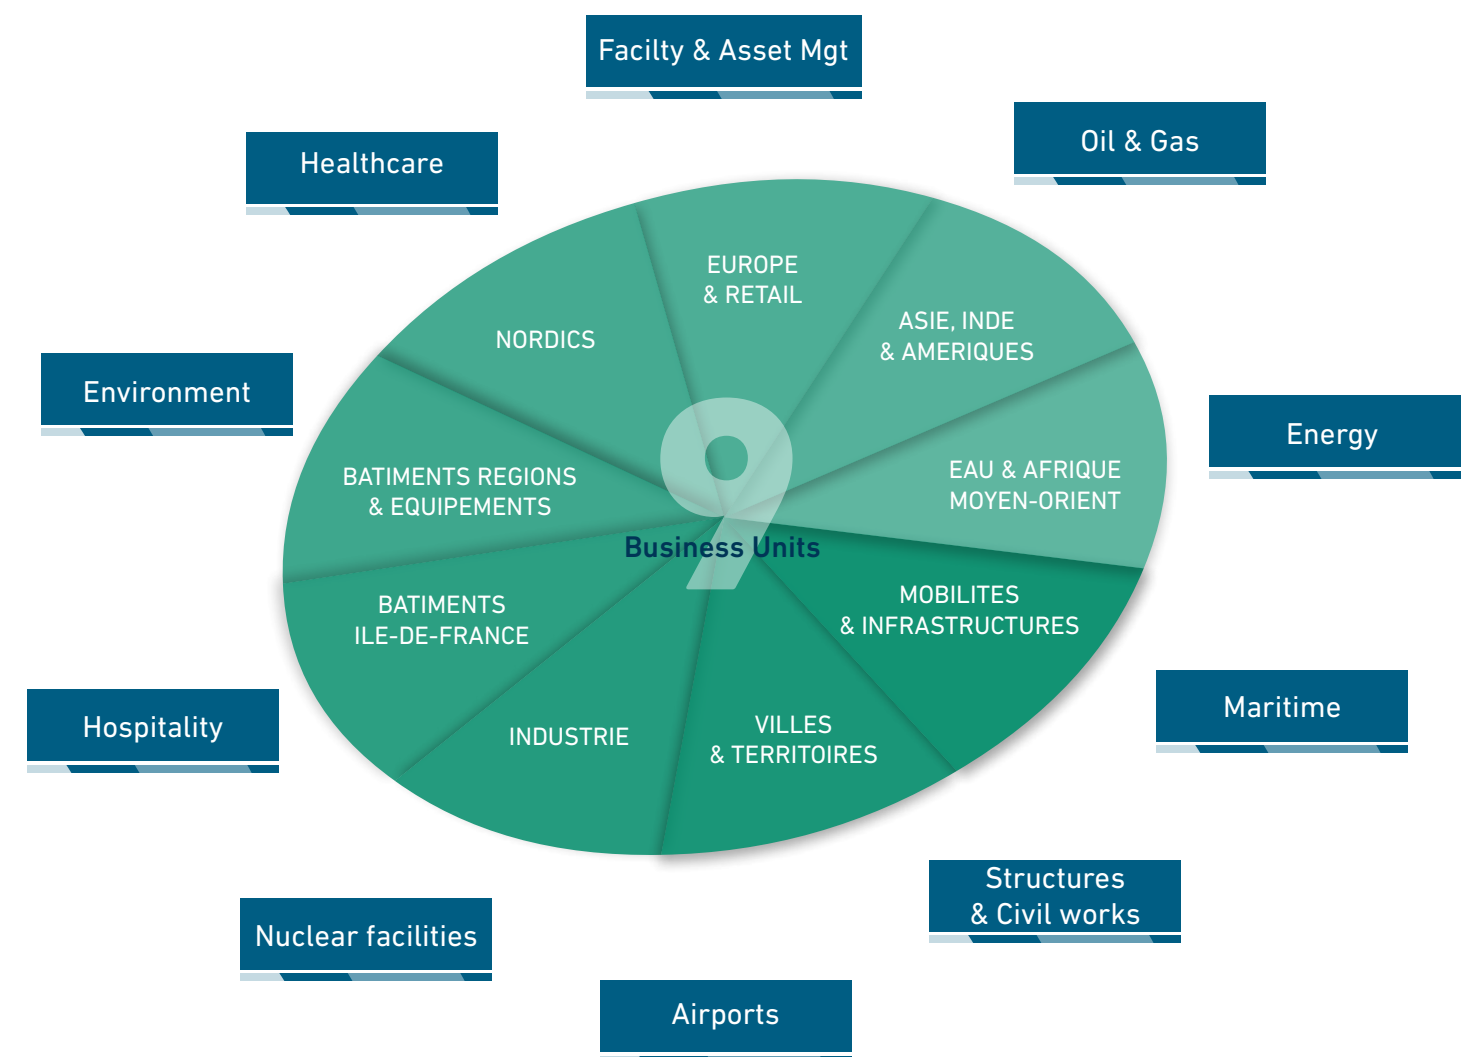 Facilty & Asset Mgt
Oil & Gas
Healthcare
EUROPE
& RETAIL
ASIE, INDE
& AMERIQUES
NORDICS
Environment
Energy
9
EAU & AFRIQUE
MOYEN-ORIENT
BATIMENTS REGIONS
& EQUIPEMENTS
Business Units
MOBILITES
& INFRASTRUCTURES
BATIMENTS
ILE-DE-FRANCE
Maritime
Hospitality
INDUSTRIE
VILLES
& TERRITOIRES
Structures
& Civil works
Nuclear facilities
Airports